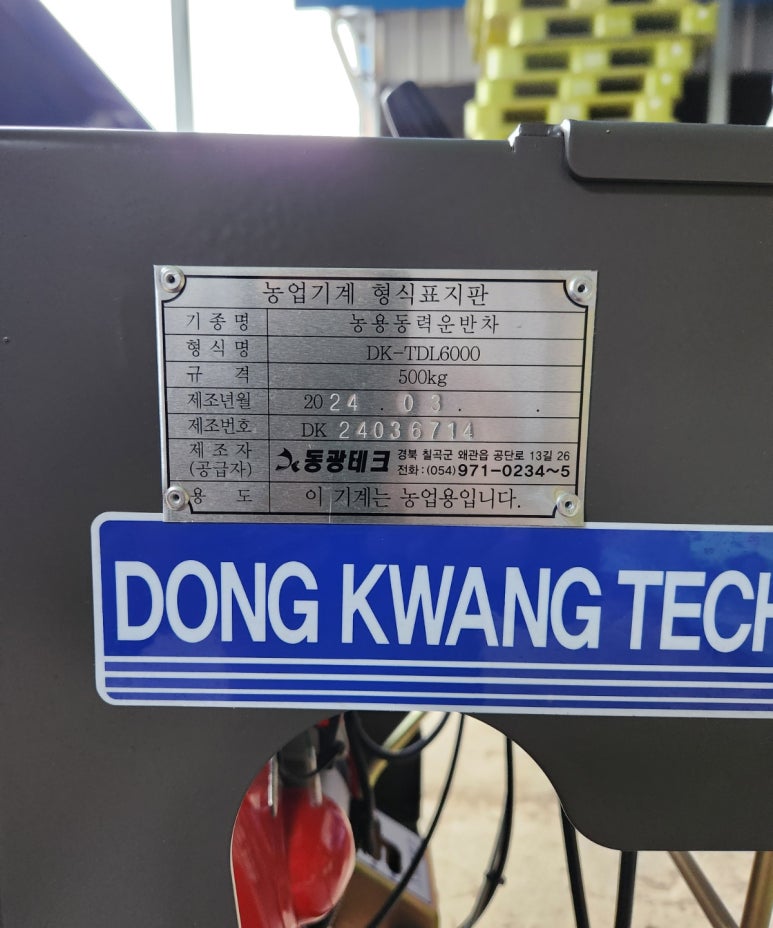 농업기계 형식표지판
기종명 농용동력운반차
형식명 DK-TDL6000
규격 500kg
제조년월 2024 . 03 . .
제조번호 DK 24036714
제조자 (공급자) 동광테크 경북 칠곡군 왜관읍 공단로 13길 26
전화:(054)971-0234~5
용도 이 기계는 농업용입니다.
DONG KWANG TECH